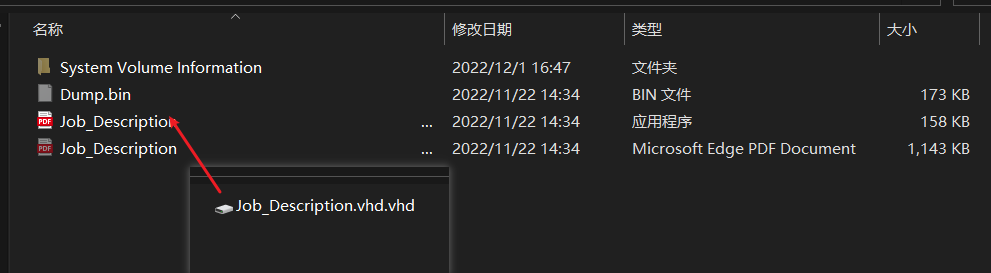 名称 修改日期 类型 大小
System Volume Information 2022/12/1 16:47 文件夹
Dump.bin 2022/11/22 14:34 BIN 文件 173 KB
Job_Description ... 2022/11/22 14:34 应用程序 158 KB
Job_Description ... 2022/11/22 14:34 Microsoft Edge PDF Document 1,143 KB
Job_Description.vhd.vhd